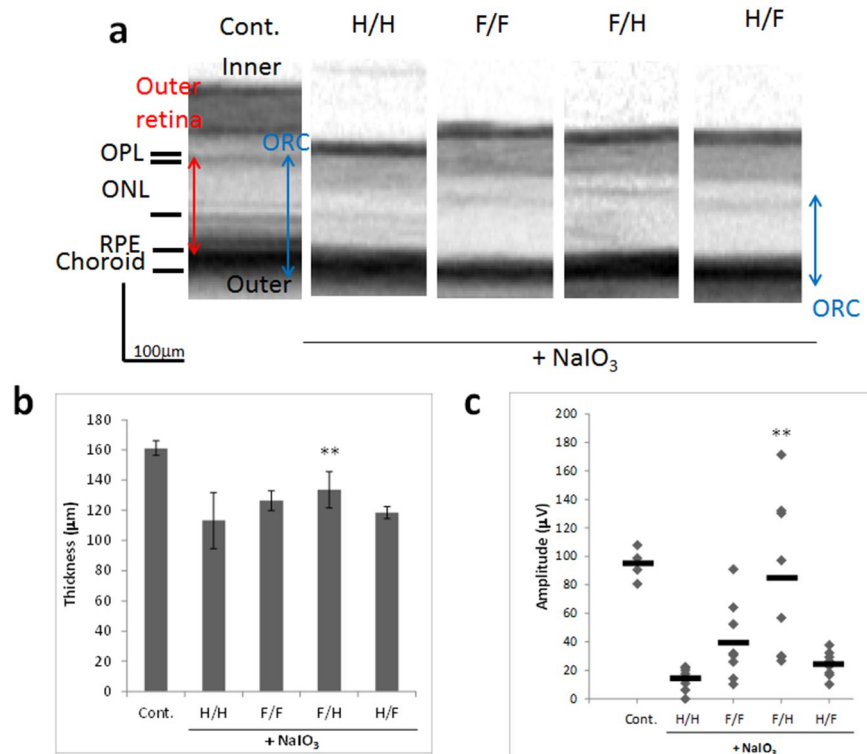 a
Cont. H/H F/F F/H H/F
Inner
Outer
retina
OPL
ORC
ONL
RPE
Choroid
Outer
ORC
100μm
+ NaIO₃
b
Thickness (μm)
180
160
140
120
100
80
60
40
20
0
**
Cont. H/H F/F F/H H/F
+ NaIO₃
c
Amplitude (μV)
200
180
160
140
120
100
80
60
40
20
0
**
Cont. H/H F/F F/H H/F
+ NaIO₃